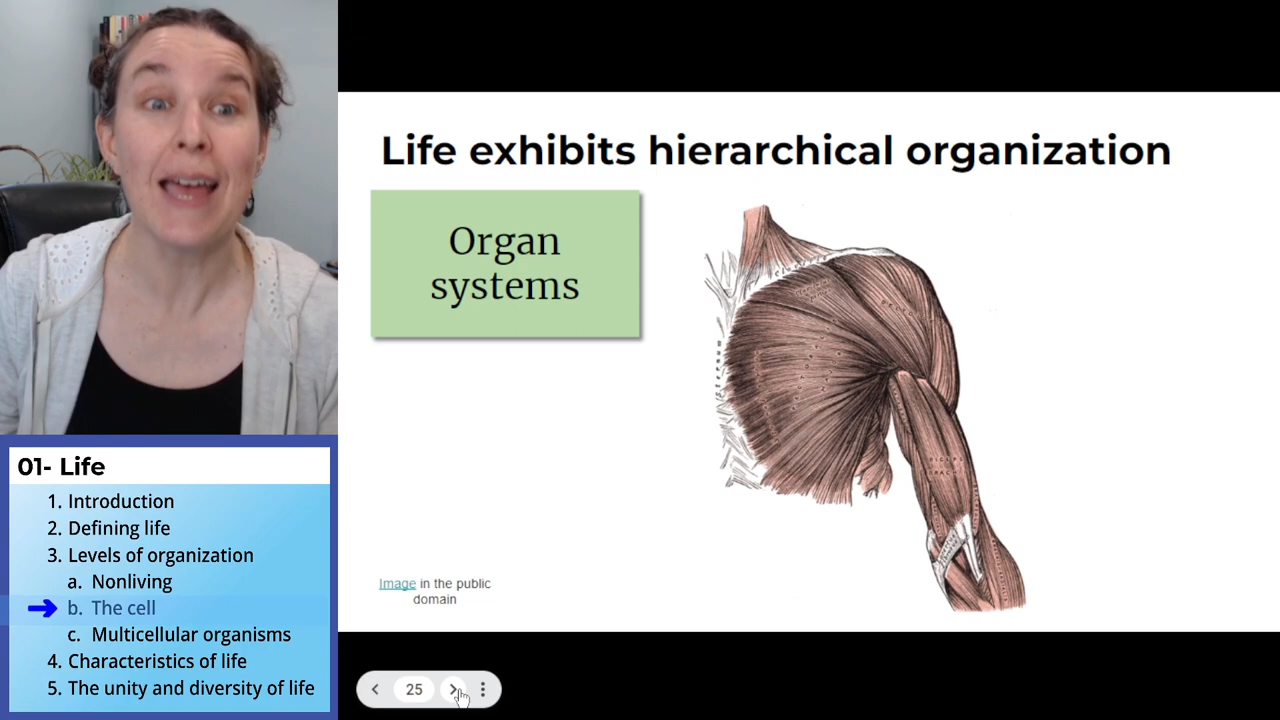 Life exhibits hierarchical organization
Organ
systems
Image in the public
domain
01- Life
1. Introduction
2. Defining life
3. Levels of organization
a. Nonliving
b. The cell
c. Multicellular organisms
4. Characteristics of life
5. The unity and diversity of life
25